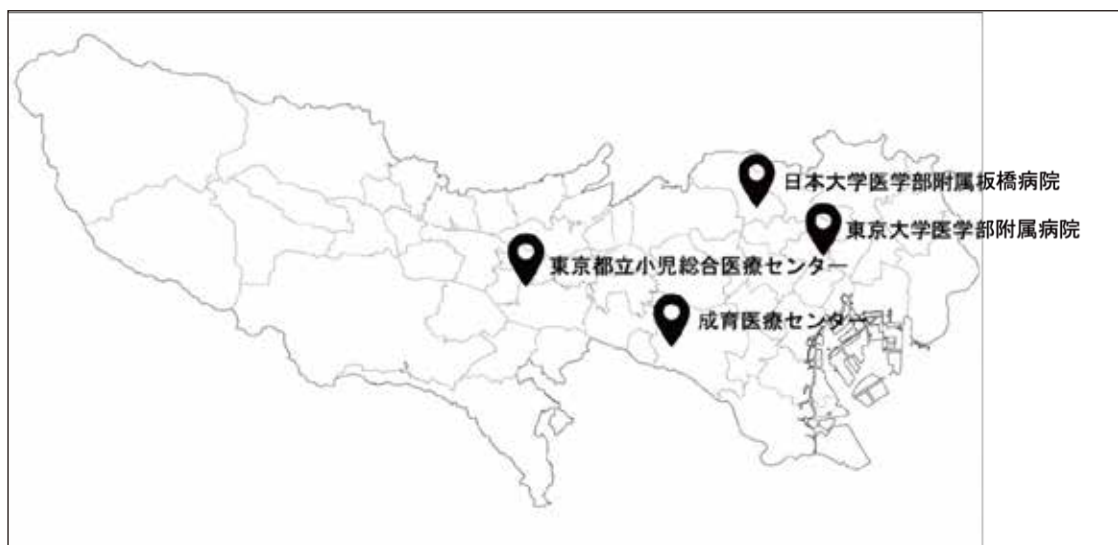 日本大学医学部附属板橋病院
東京大学医学部附属病院
東京都立小児総合医療センター
成育医療センター